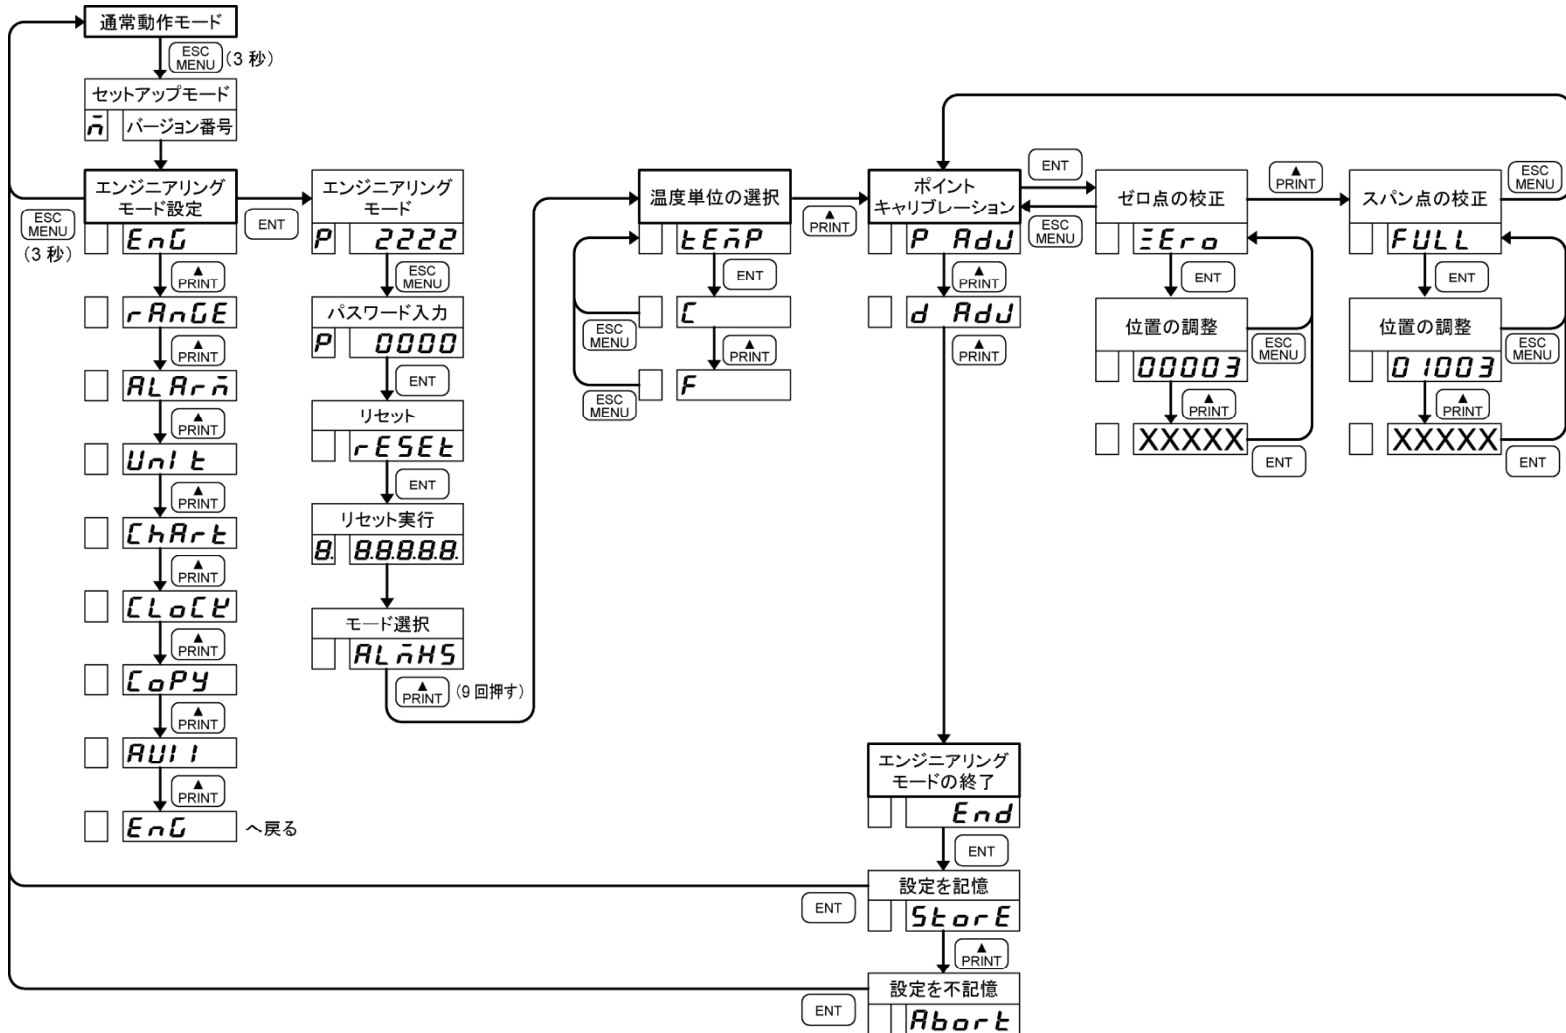 通常動作モード
ESC
MENU
(3 秒)
セットアップモード
バージョン番号
エンジニアリング
モード設定
ESC
MENU
(3 秒)
EnG
▲
PRINT
rAnGE
▲
PRINT
ALArm
▲
PRINT
UnIt
▲
PRINT
ChArt
▲
PRINT
CLoCK
▲
PRINT
CoPY
▲
PRINT
AUI1
▲
PRINT
EnG
へ戻る
ENT
エンジニアリング
モード
P 2222
ESC
MENU
パスワード入力
P 0000
ENT
リセット
rESEt
ENT
リセット実行
8. 8.8.8.8.8.
モード選択
ALmHS
▲
PRINT
(9 回押す)
温度単位の選択
tEmP
ENT
C
ESC
MENU
▲
PRINT
F
ESC
MENU
▲
PRINT
ポイント
キャリブレーション
P AdJ
▲
PRINT
d AdJ
▲
PRINT
ENT
ESC
MENU
ゼロ点の校正
ZEro
ENT
位置の調整
00003
ESC
MENU
▲
PRINT
XXXXX
ENT
▲
PRINT
スパン点の校正
ESC
MENU
FULL
ENT
位置の調整
01003
ESC
MENU
▲
PRINT
XXXXX
ENT
エンジニアリング
モードの終了
End
ENT
設定を記憶
StorE
ENT
▲
PRINT
設定を不記憶
Abort
ENT